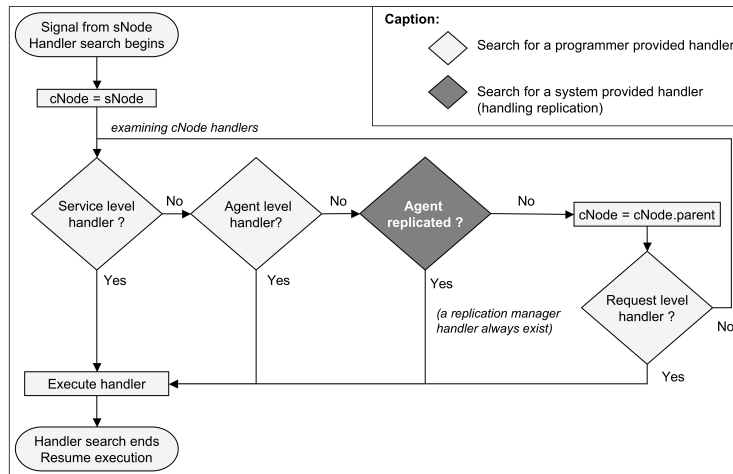 Signal from sNode
Handler search begins
Caption:
Search for a programmer provided handler
Search for a system provided handler
(handling replication)
cNode = sNode
examining cNode handlers
Service level
handler ?
No
Agent level
handler?
No
Agent
replicated ?
No
cNode = cNode.parent
Yes
Yes
Yes
(a replication manager
handler always exist)
Request level
handler ?
No
Yes
Execute handler
Handler search ends
Resume execution